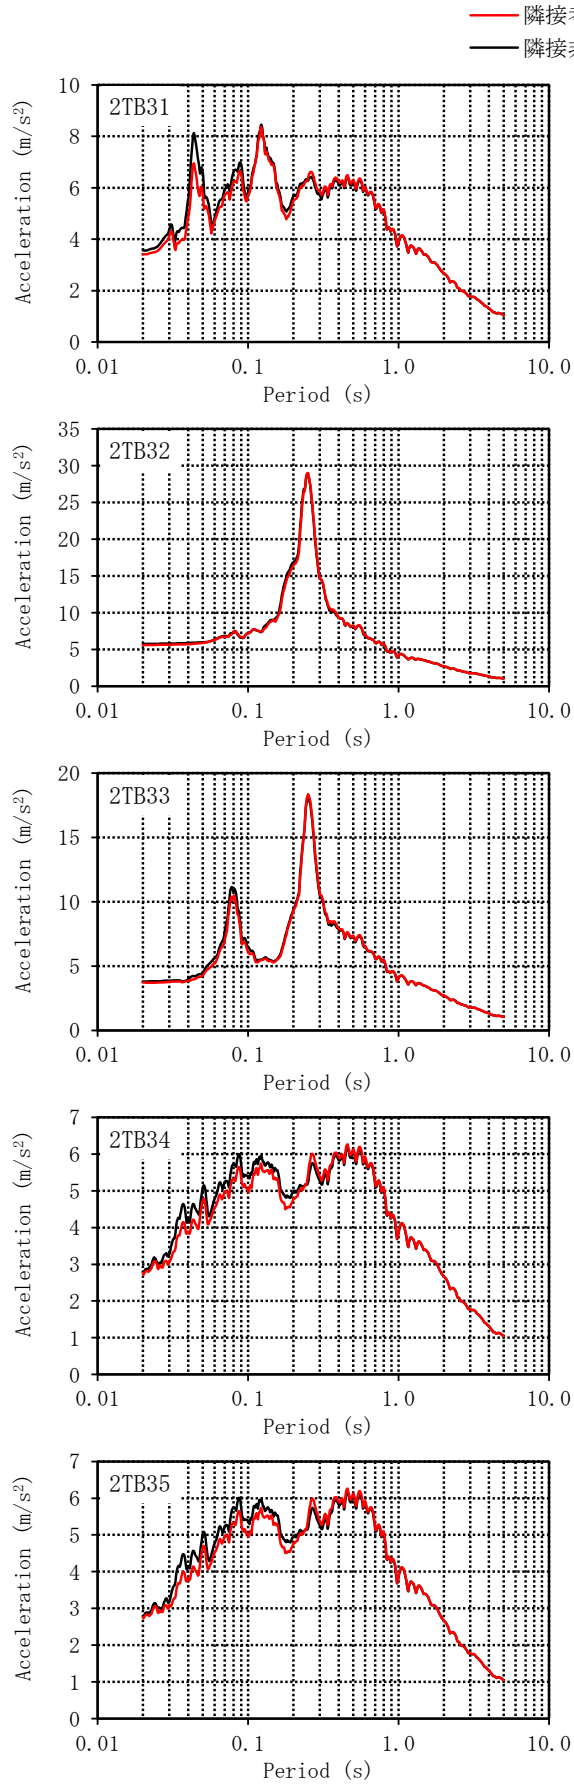 隣接
隣接
10
8
6
4
2
0
Acceleration (m/s²)
2TB31
0.01 0.1 1.0 10.0
Period (s)
35
30
25
20
15
10
5
0
Acceleration (m/s²)
2TB32
0.01 0.1 1.0 10.0
Period (s)
20
15
10
5
0
Acceleration (m/s²)
2TB33
0.01 0.1 1.0 10.0
Period (s)
7
6
5
4
3
2
1
0
Acceleration (m/s²)
2TB34
0.01 0.1 1.0 10.0
Period (s)
7
6
5
4
3
2
1
0
Acceleration (m/s²)
2TB35
0.01 0.1 1.0 10.0
Period (s)